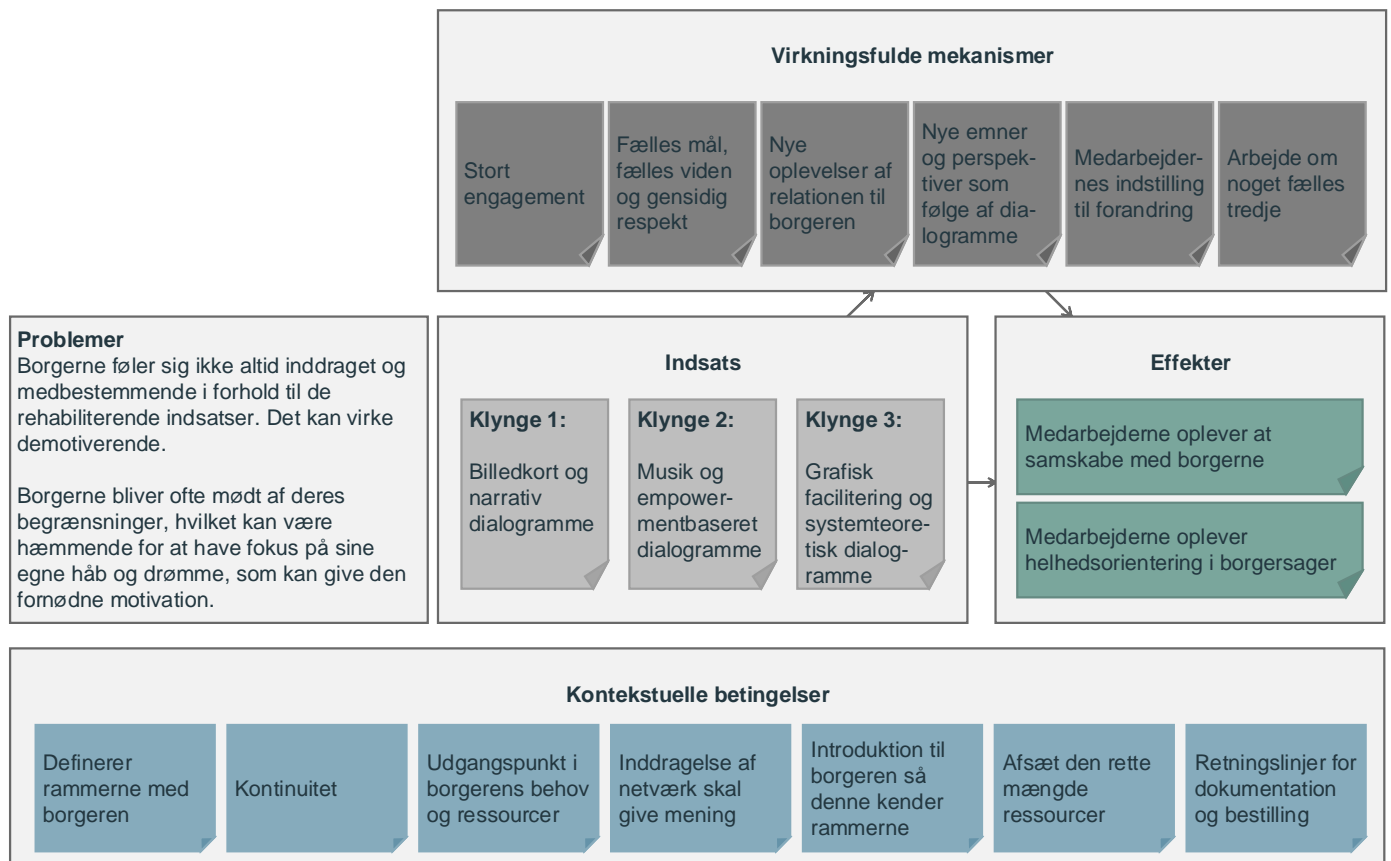 Virkningsfulde mekanismer
Stort
engagement
Fælles mål,
fælles viden
og gensidig
respekt
Nye
oplevelser af
relationen til
borgeren
Nye emner
og perspek-
tiver som
følge af dia-
logramme
Medarbejder-
nes indstilling
til forandring
Arbejde om
noget fælles
tredje
Problemer
Borgerne føler sig ikke altid inddraget og
medbestemmende i forhold til de
rehabiliterende indsatser. Det kan virke
demotiverende.
Borgerne bliver ofte mødt af deres
begrænsninger, hvilket kan være
hæmmende for at have fokus på sine
egne håb og drømme, som kan give den
fornødne motivation.
Indsats
Klynge 1:
Billedkort og
narrativ
dialogramme
Klynge 2:
Musik og
empower-
mentbaseret
dialogramme
Klynge 3:
Grafisk
facilitering og
systemteore-
tisk dialog-
ramme
Effekter
Medarbejderne oplever at
samskabe med borgerne
Medarbejderne oplever
helhedsorientering i borgersager
Kontekstuelle betingelser
Definerer
rammerne med
borgeren
Kontinuitet
Udgangspunkt i
borgerens behov
og ressourcer
Inddragelse af
netværk skal
give mening
Introduktion til
borgeren så
denne kender
rammerne
Afsæt den rette
mængde
ressourcer
Retningslinjer for
dokumentation
og bestilling